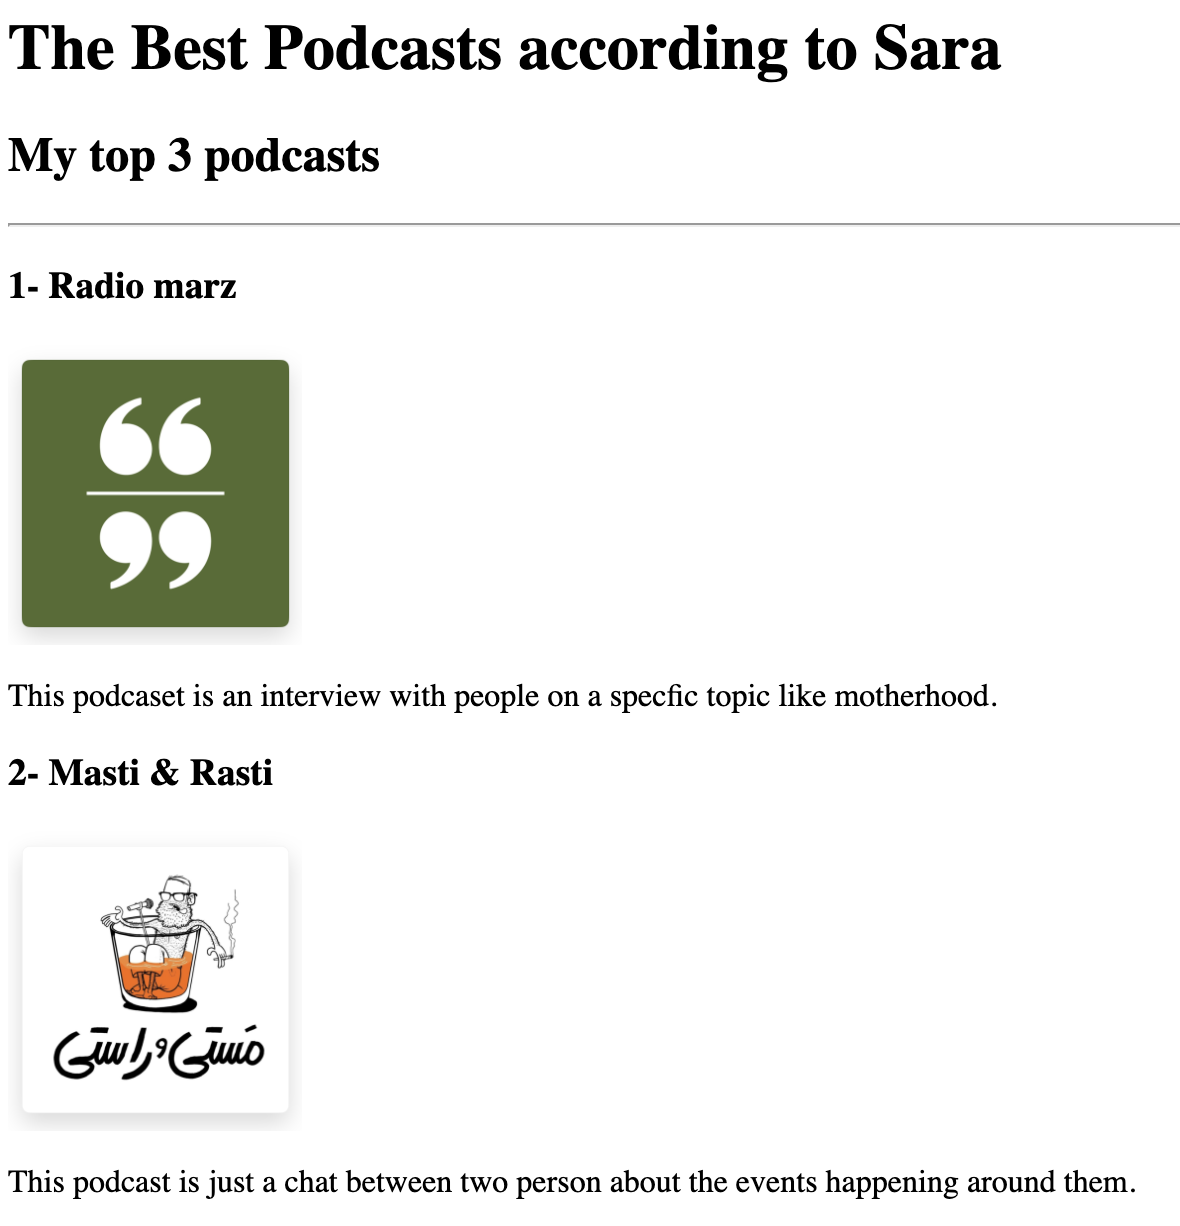 The Best Podcasts according to Sara
My top 3 podcasts
1- Radio marz
“
”
This podcaset is an interview with people on a specfic topic like motherhood.
2- Masti & Rasti
مَستی و راستی
This podcast is just a chat between two person about the events happening around them.